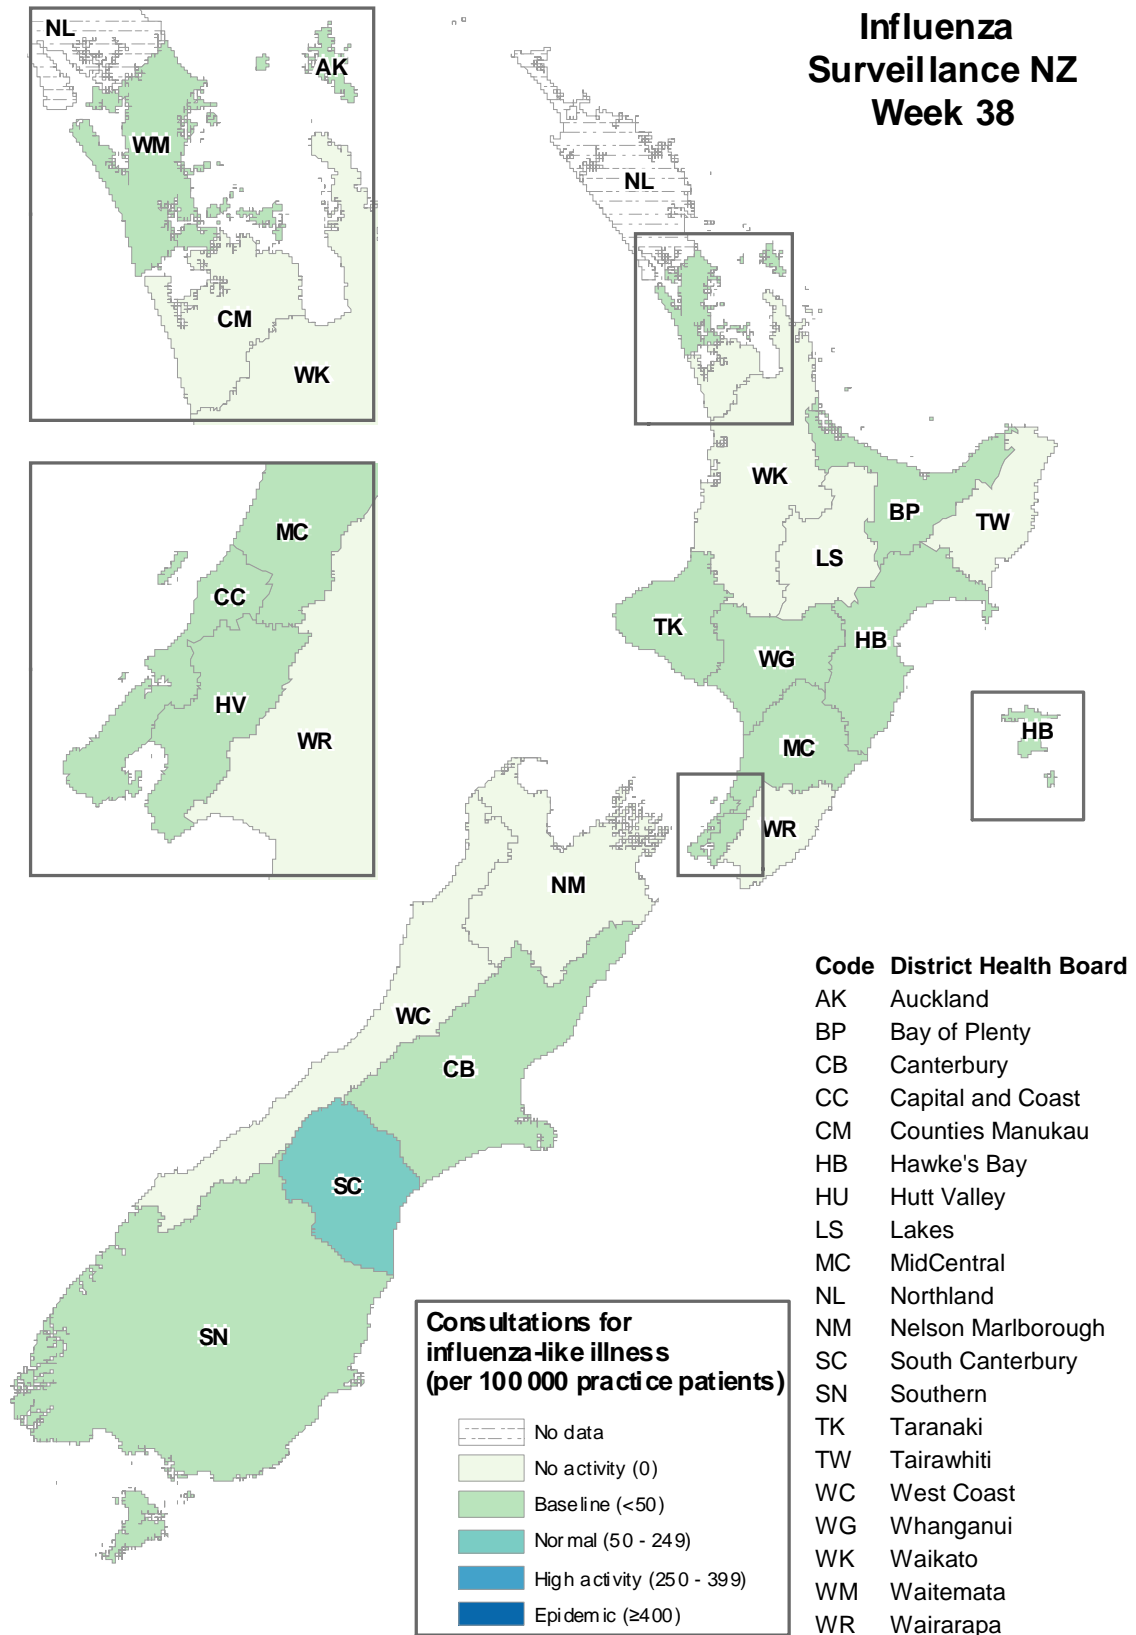 Influenza
Surveillance NZ
Week 38
NL
AK
WM
CM
WK
NL
WK
BP
TW
LS
TK
HB
WG
MC
WR
HB
MC
CC
HV
WR
NM
WC
CB
SC
SN
Code District Health Board
AK Auckland
BP Bay of Plenty
CB Canterbury
CC Capital and Coast
CM Counties Manukau
HB Hawke's Bay
HU Hutt Valley
LS Lakes
MC MidCentral
NL Northland
NM Nelson Marlborough
SC South Canterbury
SN Southern
TK Taranaki
TW Tairawhiti
WC West Coast
WG Whanganui
WK Waikato
WM Waitemata
WR Wairarapa
Consultations for
influenza-like illness
(per 100 000 practice patients)
No data
No activity (0)
Baseline (<50)
Normal (50 - 249)
High activity (250 - 399)
Epidemic (≥400)